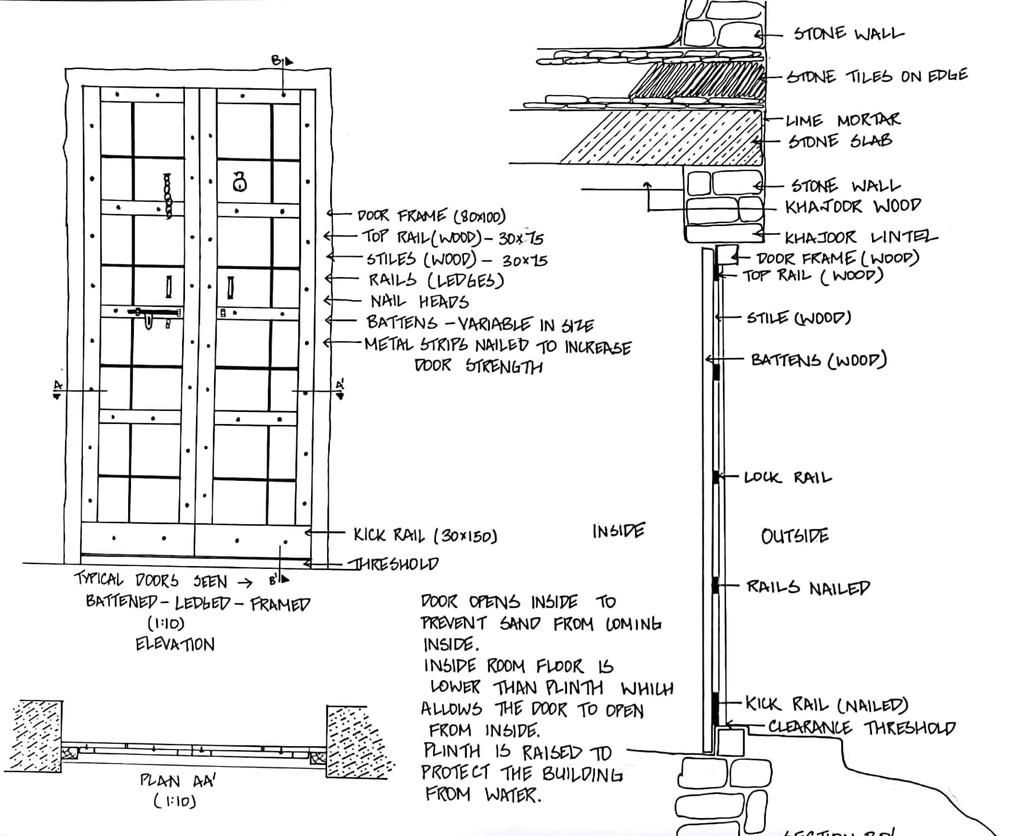 B
DOOR FRAME (80X100)
TOP RAIL (WOOD) - 30X75
STILES (WOOD) - 30X75
RAILS (LEDGES)
NAIL HEADS
BATTENS - VARIABLE IN SIZE
METAL STRIPS NAILED TO INCREASE
DOOR STRENGTH
A
A'
KICK RAIL (30X150)
THRESHOLD
TYPICAL DOORS SEEN →
B'
BATTENED - LEDGED - FRAMED
(1:10)
ELEVATION
PLAN AA'
(1:10)
DOOR OPENS INSIDE TO
PREVENT SAND FROM COMING
INSIDE.
INSIDE ROOM FLOOR IS
LOWER THAN PLINTH WHICH
ALLOWS THE DOOR TO OPEN
FROM INSIDE.
PLINTH IS RAISED TO
PROTECT THE BUILDING
FROM WATER.
STONE WALL
STONE TILES ON EDGE
LIME MORTAR
STONE SLAB
STONE WALL
KHAJOOR WOOD
KHAJOOR LINTEL
DOOR FRAME (WOOD)
TOP RAIL (WOOD)
STILE (WOOD)
BATTENS (WOOD)
LOCK RAIL
INSIDE
OUTSIDE
RAILS NAILED
KICK RAIL (NAILED)
CLEARANCE THRESHOLD
SECTION BB'